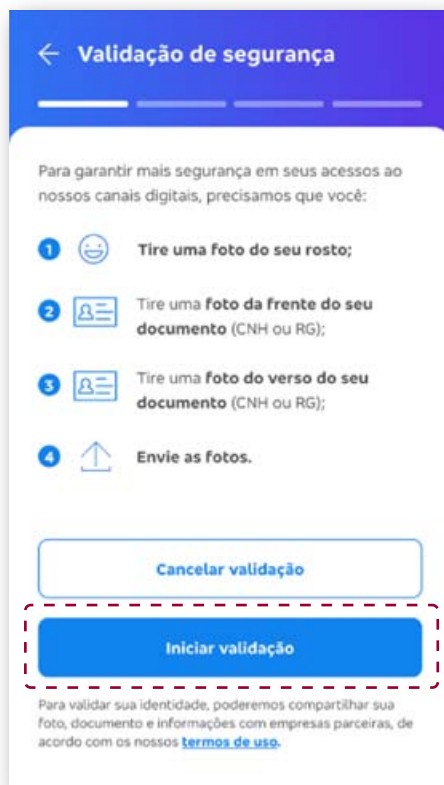 Validação de segurança
Para garantir mais segurança em seus acessos ao
nossos canais digitais, precisamos que você:
1 Tire uma foto do seu rosto;
2 Tire uma foto da frente do seu
documento (CNH ou RG);
3 Tire uma foto do verso do seu
documento (CNH ou RG);
4 Envie as fotos.
Cancelar validação
Iniciar validação
Para validar sua identidade, poderemos compartilhar sua
foto, documento e informações com empresas parceiras, de
acordo com os nossos termos de uso.